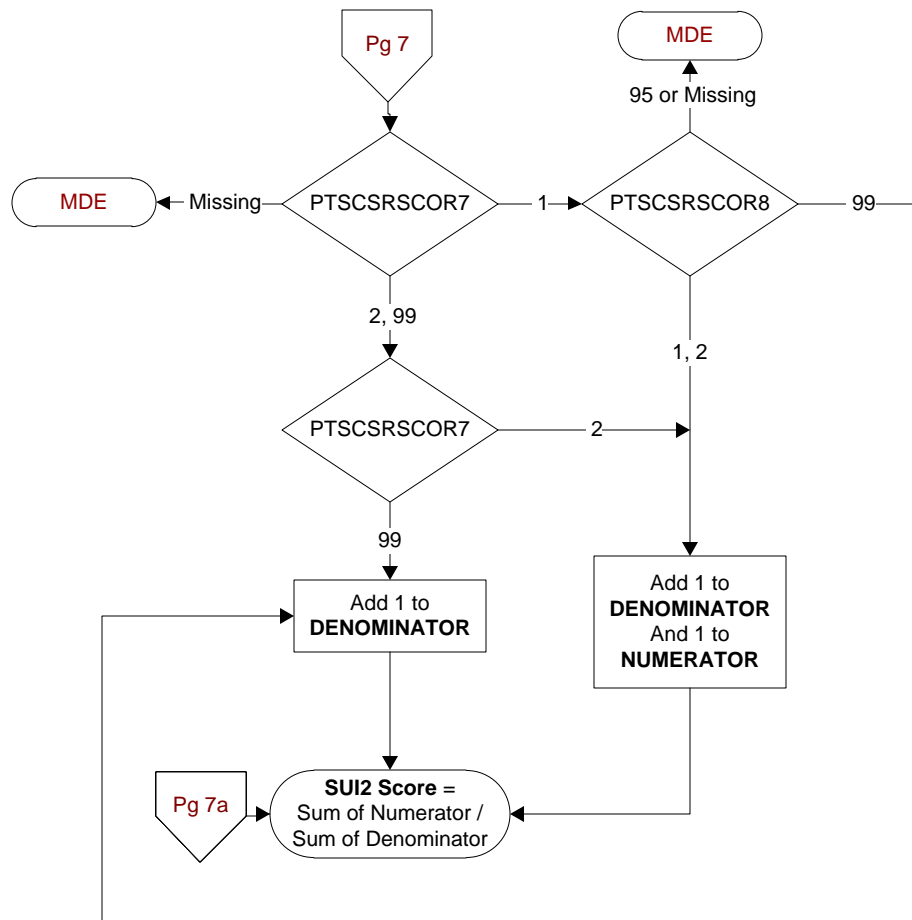 Pg 7
MDE
95 or Missing
MDE
Missing
PTSCSRSCOR7
1
PTSCSRSCOR8
99
2, 99
1, 2
PTSCSRSCOR7
2
99
Add 1 to
DENOMINATOR
Add 1 to
DENOMINATOR
And 1 to
NUMERATOR
Pg 7a
SUI2 Score =
Sum of Numerator /
Sum of Denominator